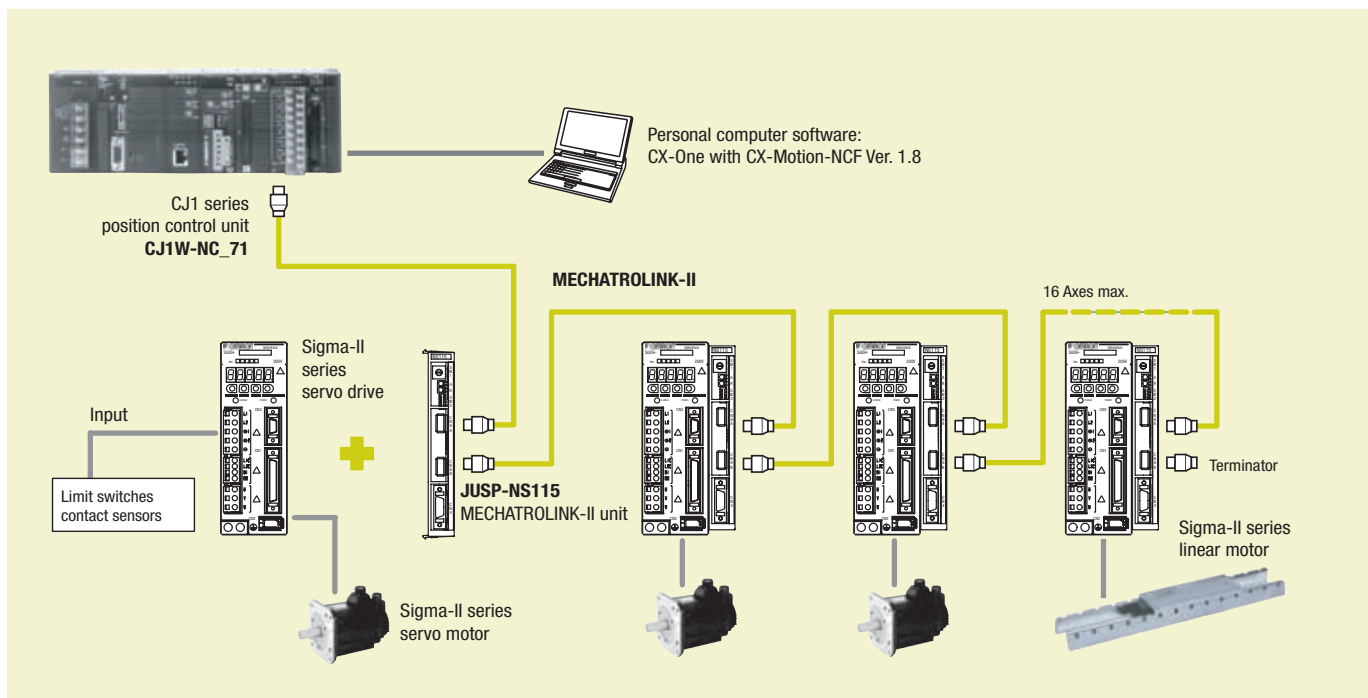 Personal computer software:
CX-One with CX-Motion-NCF Ver. 1.8
CJ1 series
position control unit
CJ1W-NC_71
MECHATROLINK-II
16 Axes max.
Sigma-II
series
servo drive
Input
Limit switches
contact sensors
JUSP-NS115
MECHATROLINK-II unit
Terminator
Sigma-II series
servo motor
Sigma-II series
linear motor